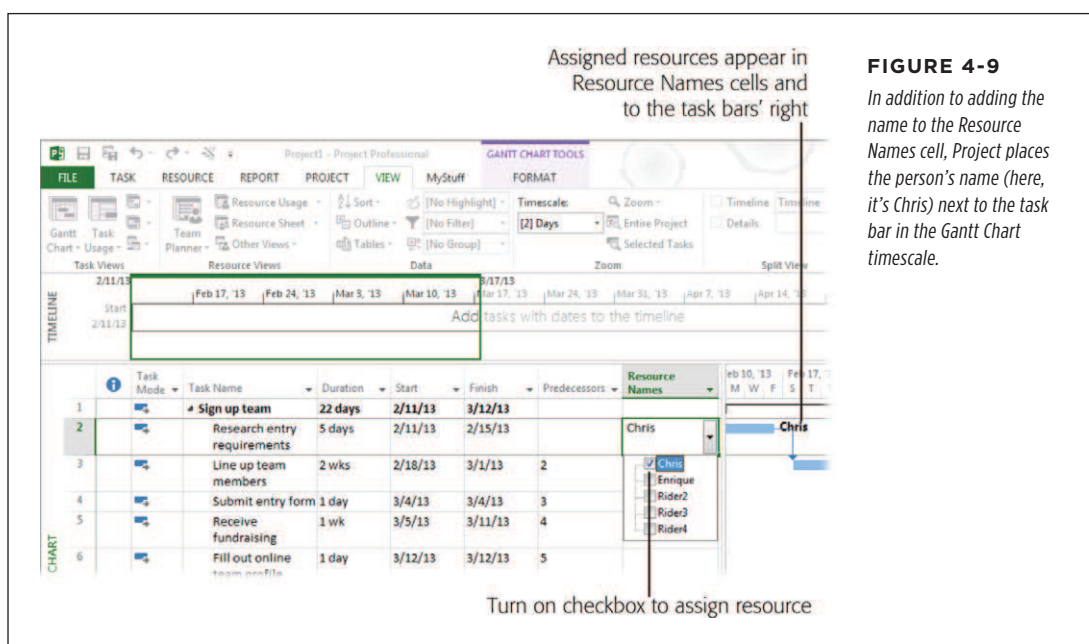 Assigned resources appear in
Resource Names cells and
to the task bars' right
FIGURE 4-9
In addition to adding the
name to the Resource
Names cell, Project places
the person's name (here,
it's Chris) next to the task
bar in the Gantt Chart
timescale.
Project1 - Project Professional GANTT CHART TOOLS
FILE TASK RESOURCE REPORT PROJECT VIEW MyStuff FORMAT
Resource Usage Sort [No Highlight] Timescale: Zoom Timeline Timeline
Gantt Chart Task Usage Team Planner Resource Sheet Outline [No Filter] [2] Days Entire Project Details
Other Views Tables [No Group] Selected Tasks
Task Views Resource Views Data Zoom Split View
2/11/13 3/17/13
Feb 17, '13 Feb 24, '13 Mar 3, '13 Mar 10, '13 Mar 17, '13 Mar 24, '13 Mar 31, '13 Apr 7, '13 Apr 14, '13
TIMELINE
Start
2/11/13
Add tasks with dates to the timeline
Task Mode Task Name Duration Start Finish Predecessors Resource Names eb 10, '13 Feb 17, '
M W F S T
1 Sign up team 22 days 2/11/13 3/12/13
2 Research entry requirements 5 days 2/11/13 2/15/13 Chris Chris
3 Line up team members 2 wks 2/18/13 3/1/13 2
4 Submit entry form 1 day 3/4/13 3/4/13 3
5 Receive fundraising 1 wk 3/5/13 3/11/13 4
6 Fill out online team profile 1 day 3/12/13 3/12/13 5
Chris
Enrique
Rider2
Rider3
Rider4
CHART
Turn on checkbox to assign resource